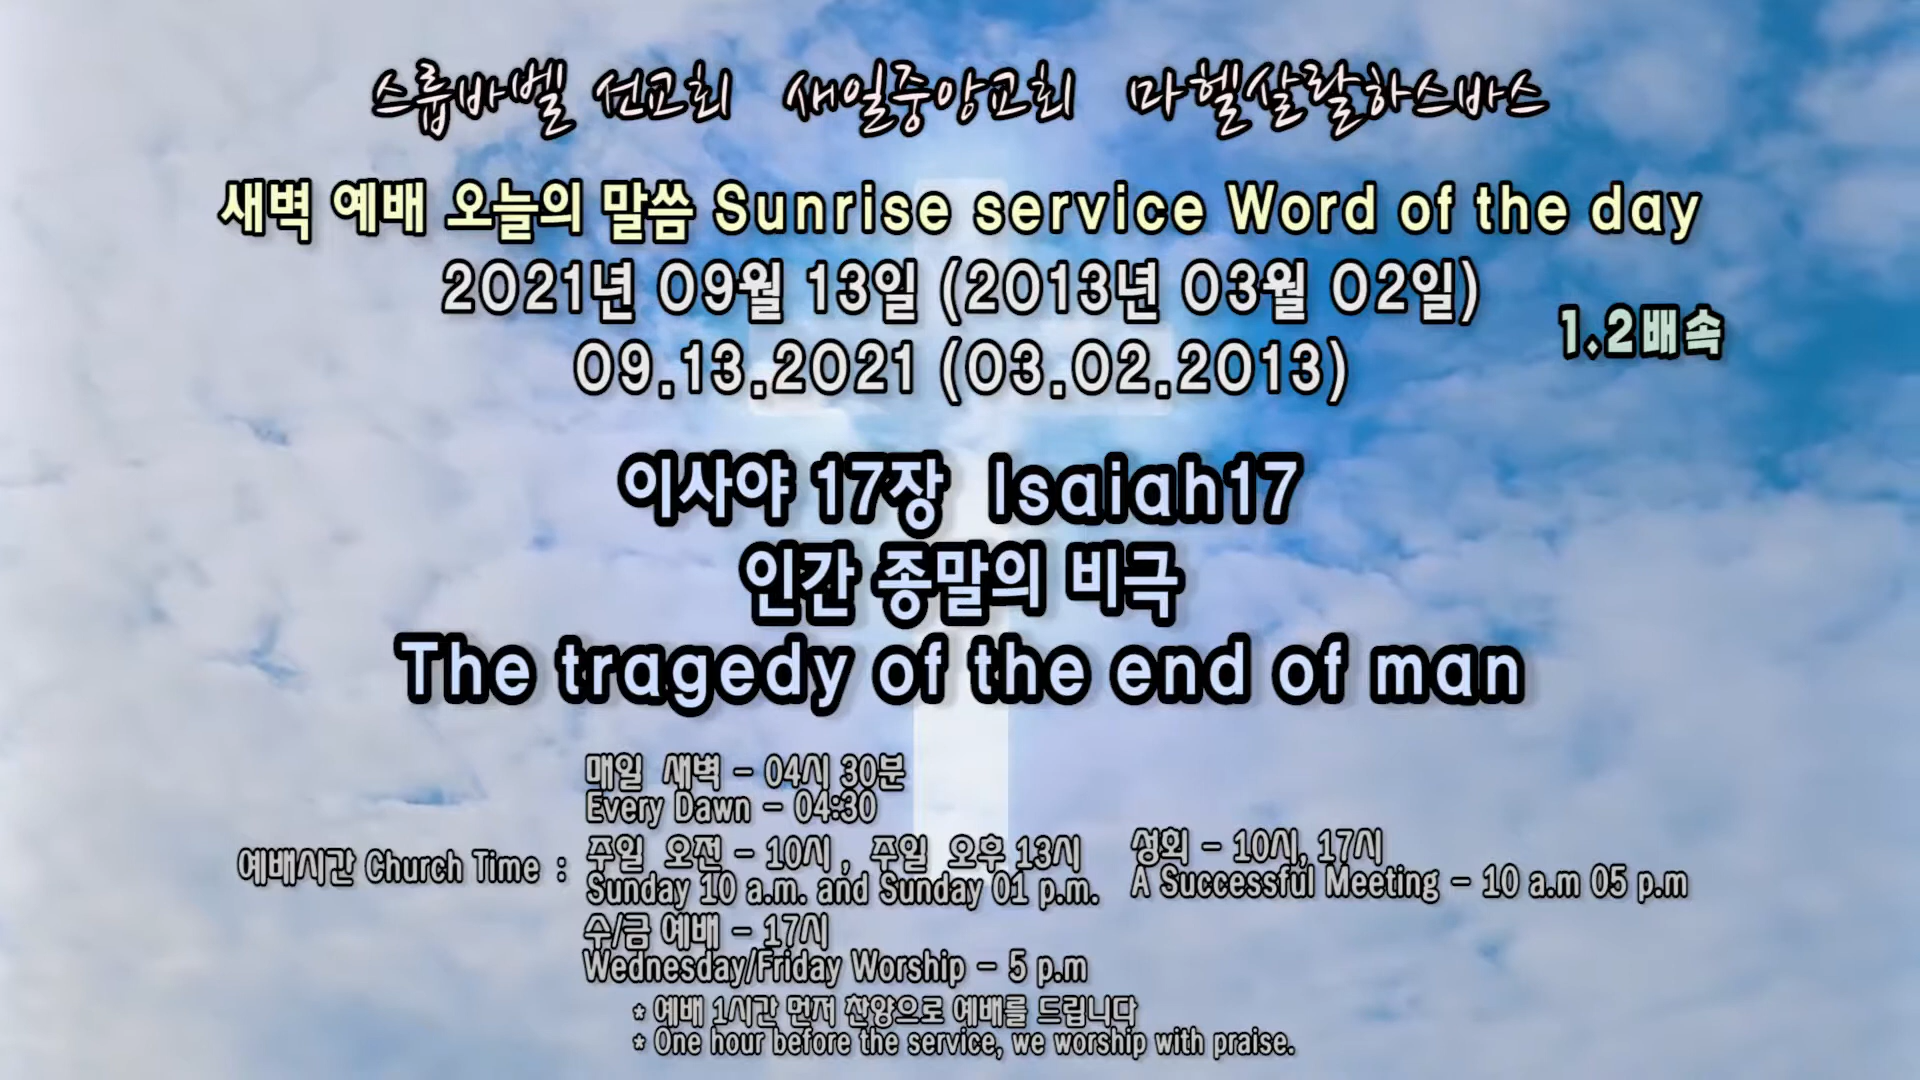 스룹바벨 선교회 새일중앙교회 마헬살랄하스바스
새벽 예배 오늘의 말씀 Sunrise service Word of the day
2021년 09월 13일 (2013년 03월 02일)
1.2배속
09.13.2021 (03.02.2013)
이사야 17장 Isaiah17
인간 종말의 비극
The tragedy of the end of man
매일 새벽 - 04시 30분
Every Dawn - 04:30
예배시간 Church Time :
주일 오전 - 10시 , 주일 오후 13시
Sunday 10 a.m. and Sunday 01 p.m.
성회 - 10시, 17시
A Successful Meeting - 10 a.m 05 p.m
수/금 예배 - 17시
Wednesday/Friday Worship - 5 p.m
* 예배 1시간 먼저 찬양으로 예배를 드립니다
* One hour before the service, we worship with praise.